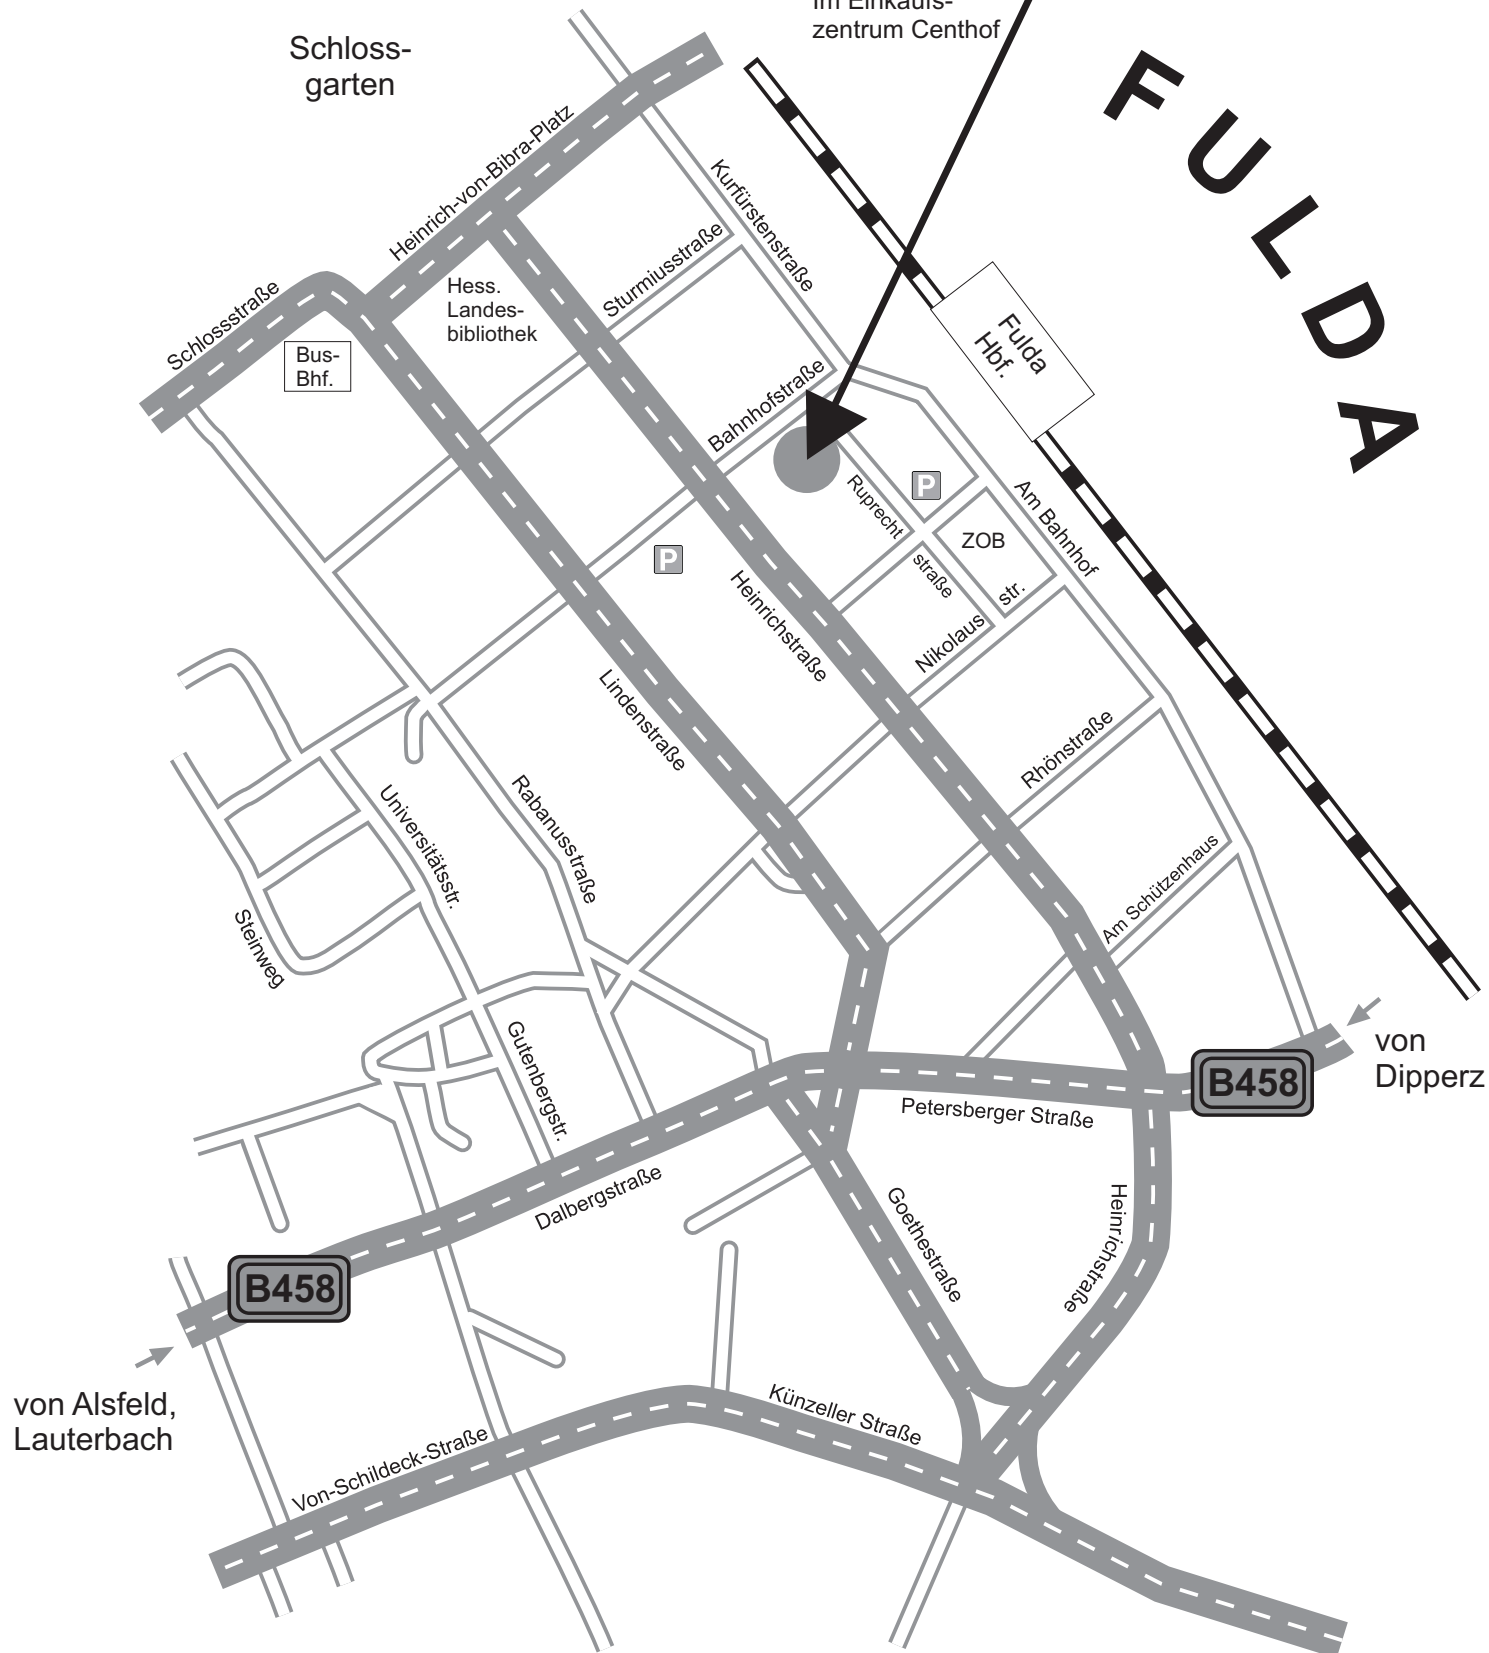 Im Einkaufs-
zentrum Centhof
Schloss-
garten
FULDA
Heinrich-von-Bibra-Platz
Kurfürstenstraße
Sturmiusstraße
Schlossstraße
Hess.
Landes-
bibliothek
Bus-
Bhf.
Fulda
Hbf.
Bahnhofstraße
Ruprecht
straße
P
P
ZOB
Am Bahnhof
Nikolaus
str.
Heinrichstraße
Lindenstraße
Rhönstraße
Rabanusstraße
Universitätsstr.
Steinweg
Am Schützenhaus
Gutenbergstr.
von
Dipperz
B458
Petersberger Straße
Dalbergstraße
Goethestraße
Heinrichstraße
B458
von Alsfeld,
Lauterbach
Künzeller Straße
Von-Schildeck-Straße